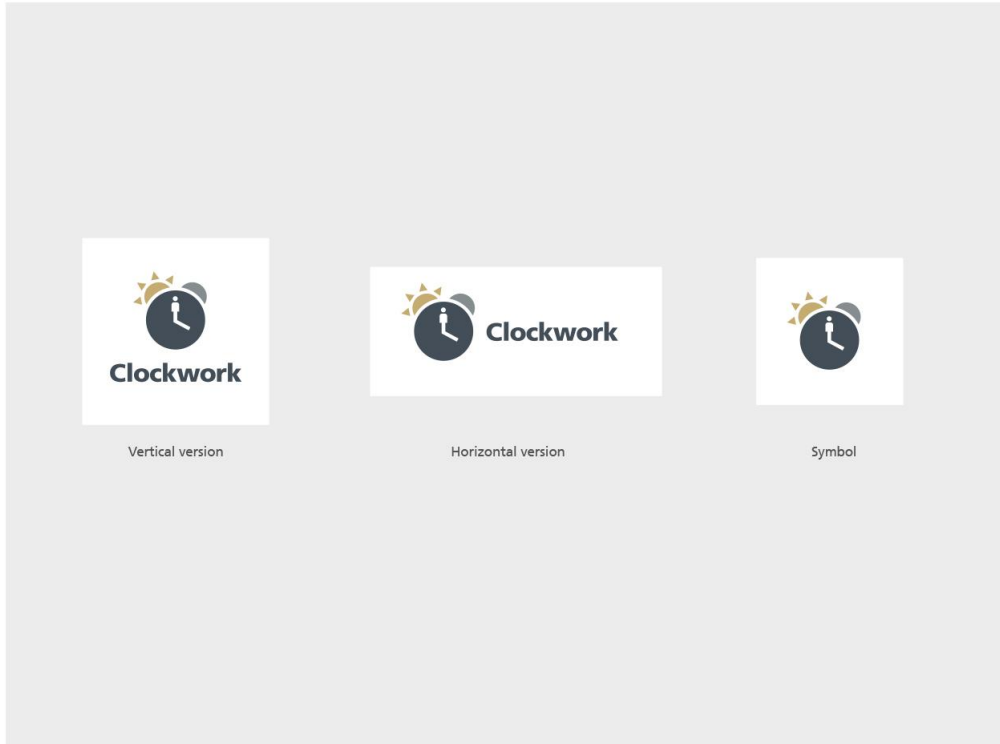 Clockwork
Clockwork
Vertical version
Horizontal version
Symbol